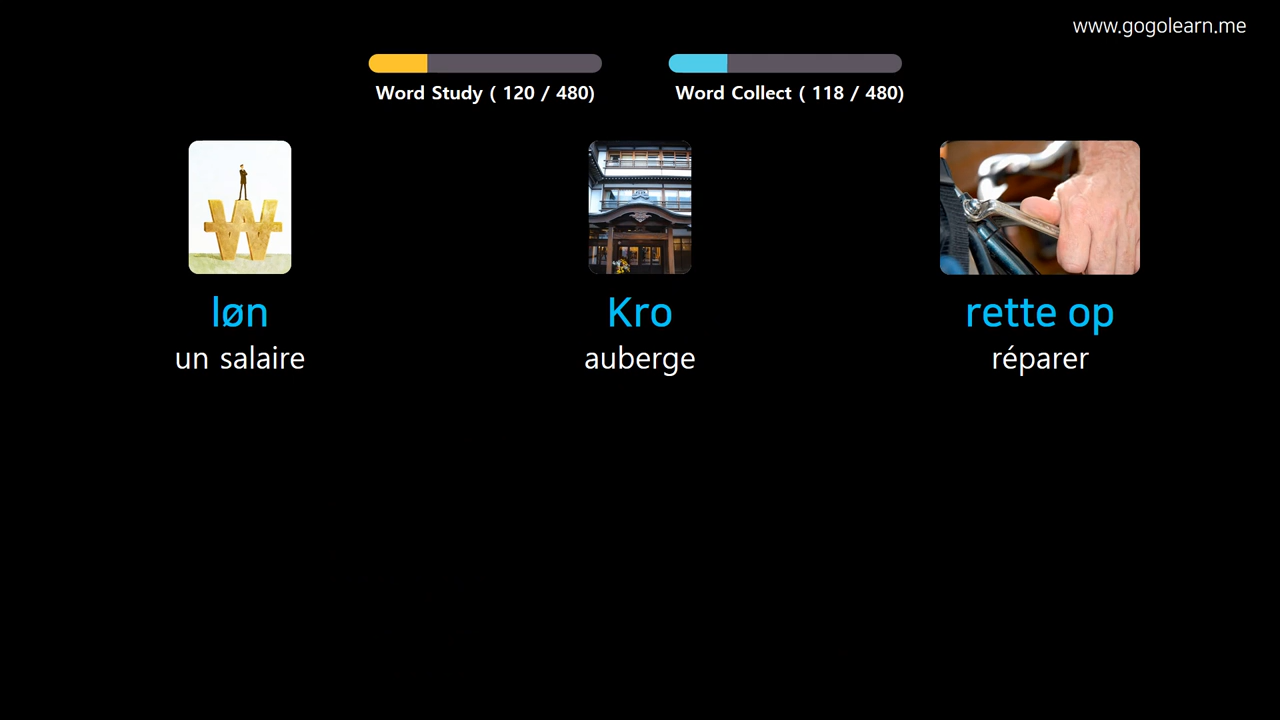 www.gogolearn.me
Word Study ( 120 / 480)
Word Collect ( 118 / 480)
løn
Kro
rette op
un salaire
auberge
réparer